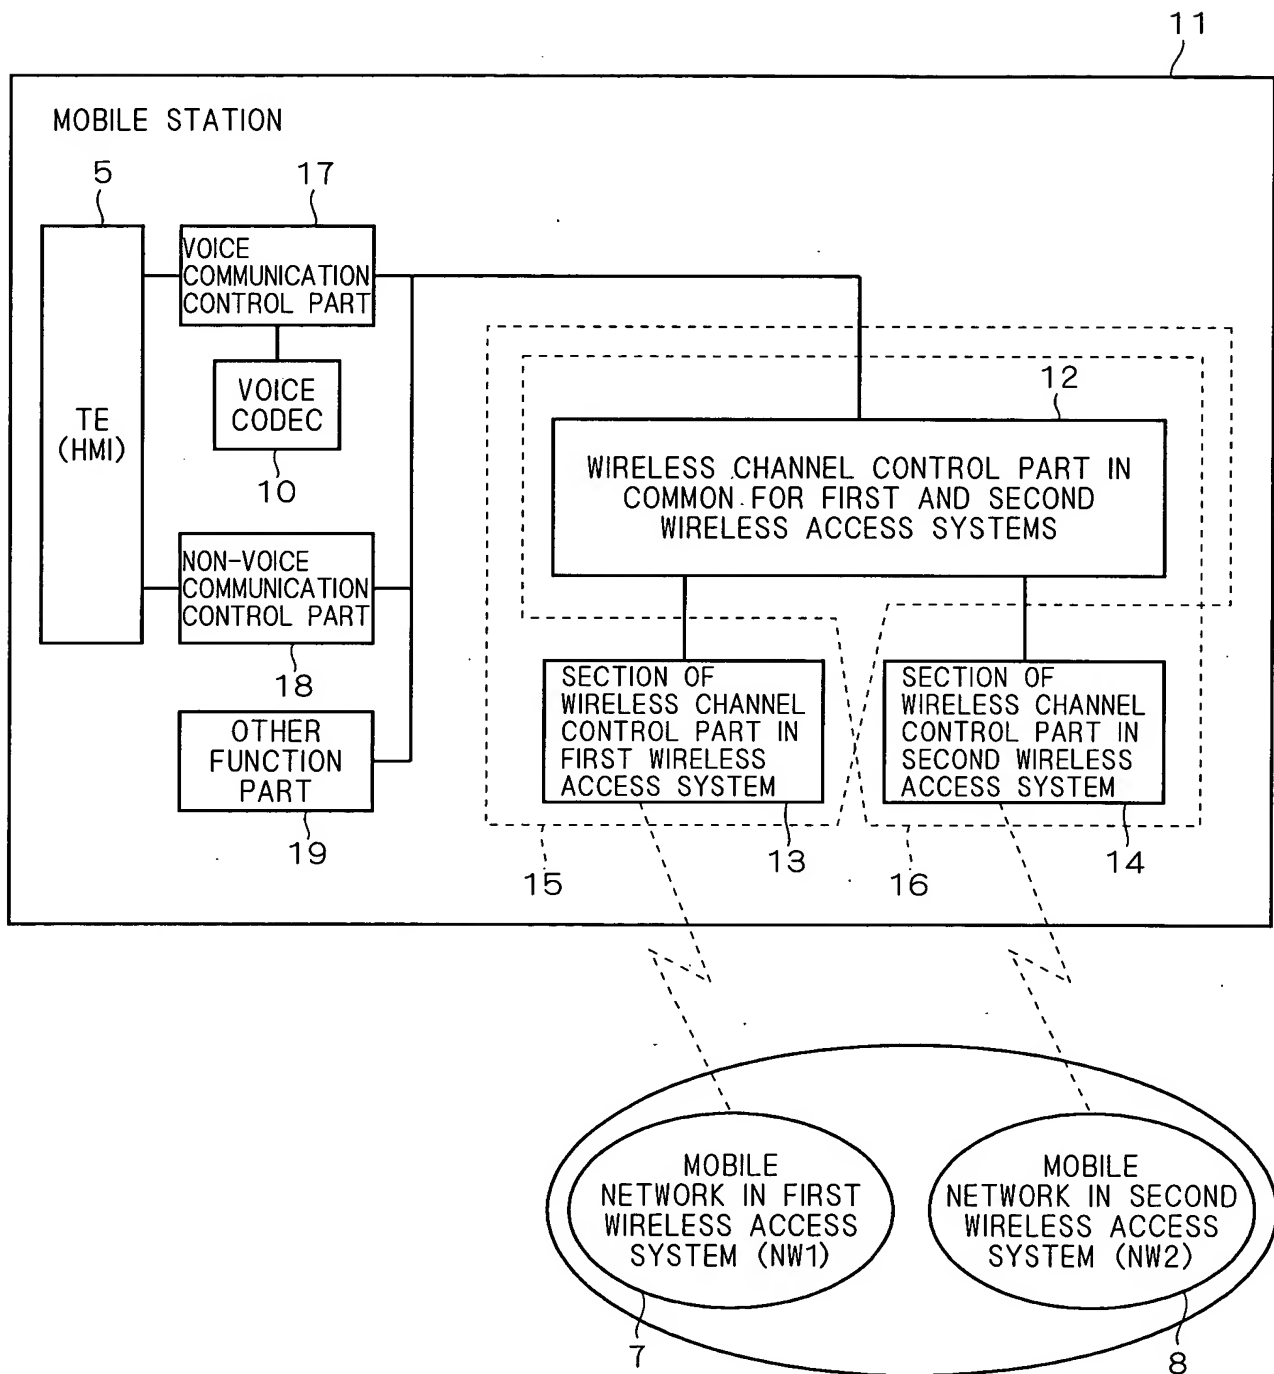 11
MOBILE STATION
5
17
VOICE
COMMUNICATION
CONTROL PART
VOICE
CODEC
10
TE
(HMI)
NON-VOICE
COMMUNICATION
CONTROL PART
18
OTHER
FUNCTION
PART
19
12
WIRELESS CHANNEL CONTROL PART IN
COMMON FOR FIRST AND SECOND
WIRELESS ACCESS SYSTEMS
SECTION OF
WIRELESS CHANNEL
CONTROL PART IN
FIRST WIRELESS
ACCESS SYSTEM
13
SECTION OF
WIRELESS CHANNEL
CONTROL PART IN
SECOND WIRELESS
ACCESS SYSTEM
14
15
16
MOBILE
NETWORK IN FIRST
WIRELESS ACCESS
SYSTEM (NW1)
7
MOBILE
NETWORK IN SECOND
WIRELESS ACCESS
SYSTEM (NW2)
8